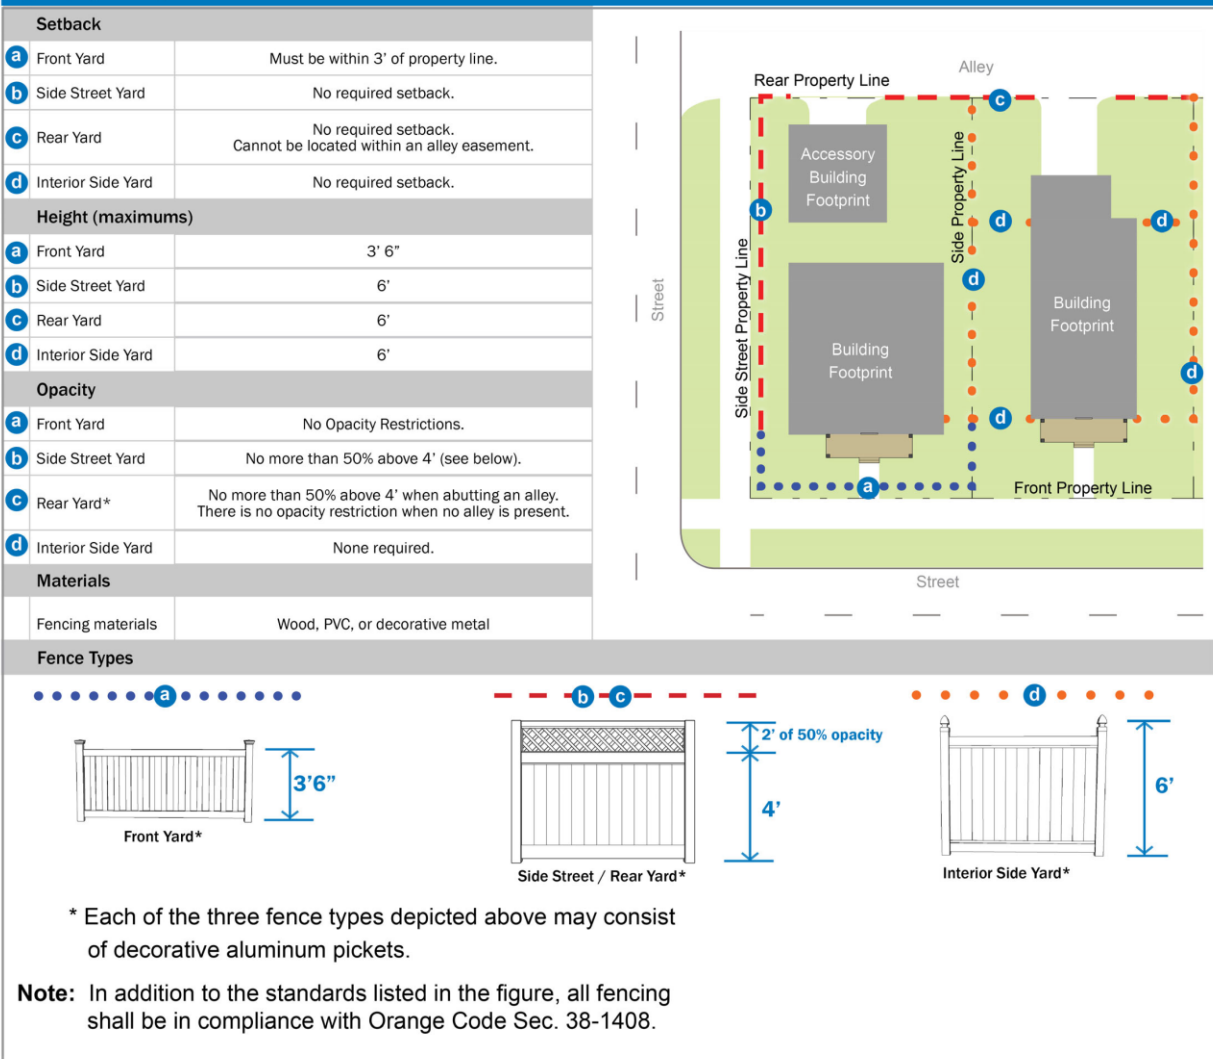 Setback
a Front Yard Must be within 3' of property line.
b Side Street Yard No required setback.
c Rear Yard No required setback.
Cannot be located within an alley easement.
d Interior Side Yard No required setback.
Height (maximums)
a Front Yard 3' 6"
b Side Street Yard 6'
c Rear Yard 6'
d Interior Side Yard 6'
Opacity
a Front Yard No Opacity Restrictions.
b Side Street Yard No more than 50% above 4' (see below).
c Rear Yard* No more than 50% above 4' when abutting an alley.
There is no opacity restriction when no alley is present.
d Interior Side Yard None required.
Materials
Fencing materials Wood, PVC, or decorative metal
Alley
Rear Property Line
c
Accessory
Building
Footprint
Side Property Line
b
d
d
Side Street Property Line
Street
d
Building
Footprint
Building
Footprint
d
d
a
Front Property Line
Street
Fence Types
a
b c
d
2' of 50% opacity
3'6"
4'
6'
Front Yard*
Side Street / Rear Yard*
Interior Side Yard*
* Each of the three fence types depicted above may consist
of decorative aluminum pickets.
Note: In addition to the standards listed in the figure, all fencing
shall be in compliance with Orange Code Sec. 38-1408.